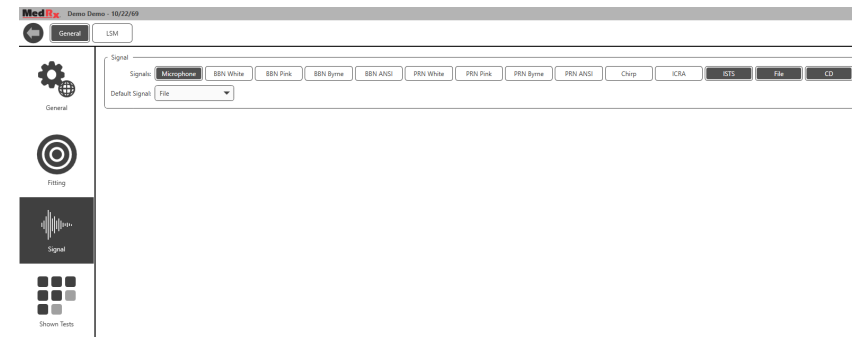 MedRx Demo Demo - 10/22/69
General LSM
Signal
Signals: Microphone BBN White BBN Pink BBN Byrne BBN ANSI PRN White PRN Pink PRN Byrne PRN ANSI Chirp ICRA ISTS File CD
Default Signal: File
General
Fitting
Signal
Shown Tests